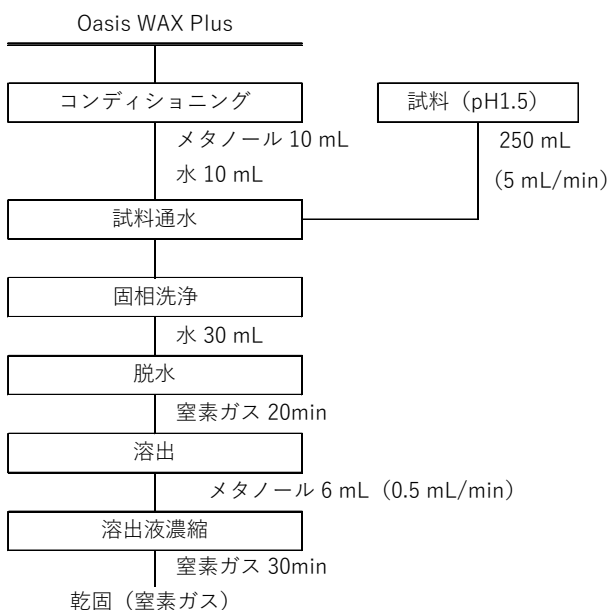 Oasis WAX Plus
コンディショニング
試料（pH1.5）
メタノール 10 mL
250 mL
水 10 mL
(5 mL/min)
試料通水
固相洗浄
水 30 mL
脱水
窒素ガス 20min
溶出
メタノール 6 mL（0.5 mL/min）
溶出液濃縮
窒素ガス 30min
乾固（窒素ガス）